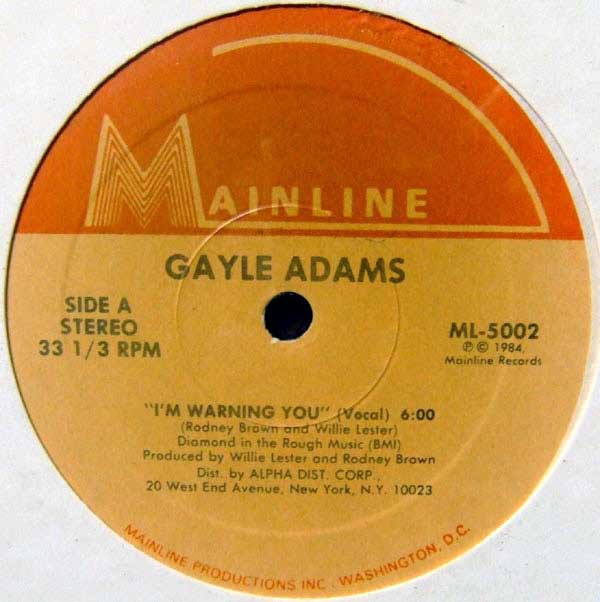 MAINLINE
GAYLE ADAMS
SIDE A
STEREO
33 1/3 RPM
ML-5002
℗ © 1984,
Mainline Records
"I'M WARNING YOU" (Vocal) 6:00
(Rodney Brown and Willie Lester)
Diamond in the Rough Music (BMI)
Produced by Willie Lester and Rodney Brown
Dist. by ALPHA DIST. CORP.,
20 West End Avenue, New York, N.Y. 10023
MAINLINE PRODUCTIONS INC. WASHINGTON, D.C.